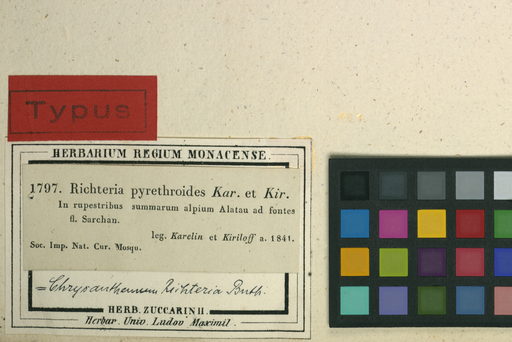 Typus
HERBARIUM REGIUM MONACENSE.
1797. Richteria pyrethroides Kar. et Kir.
In rupestribus summarum alpium Alatau ad fontes
fl. Sarchan.
leg. Karelin et Kiriloff a. 1841.
Soc. Imp. Nat. Cur. Mosqu.
= Chrysanthemum Richteria Bnth.
HERB. ZUCCARINII.
Herbar. Univ. Ludov. Maximil.